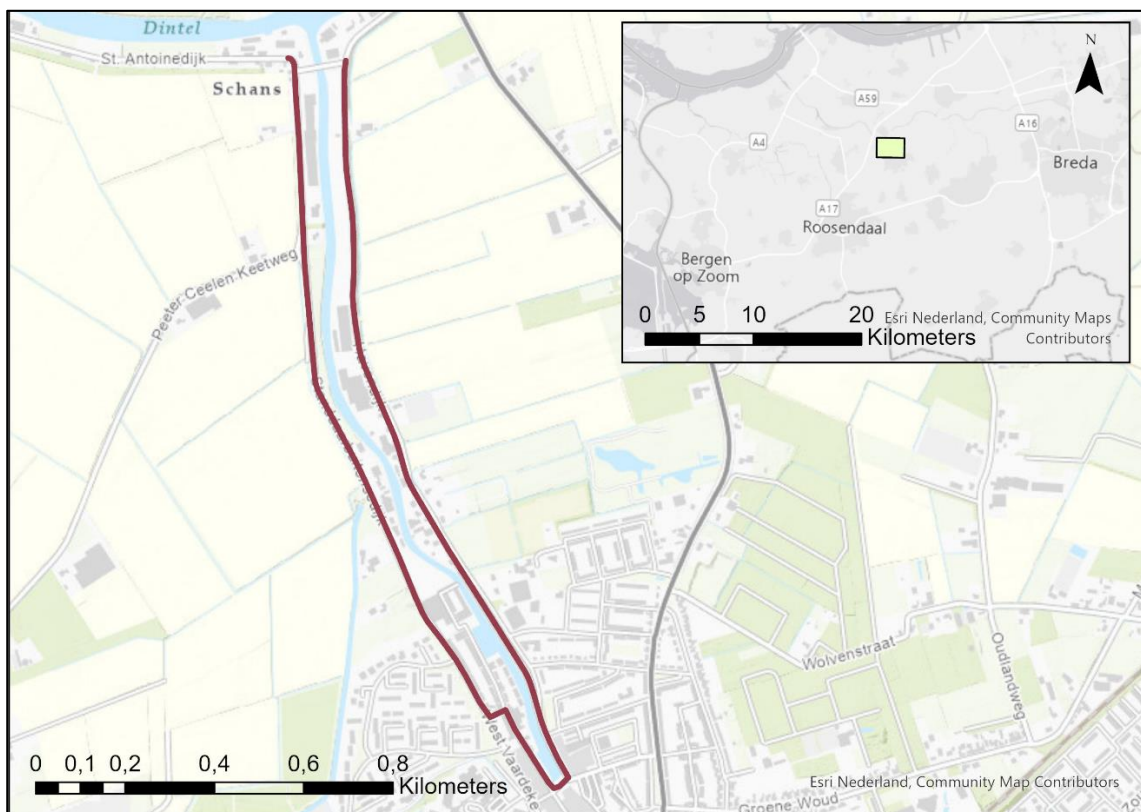 Dintel
St. Antoinedijk
Schans
Peeter Ceelen Keetweg
West Vaardeke
Wolvenstraat
Oudlandweg
Groene Woud
0 0,1 0,2 0,4 0,6 0,8
Kilometers
Esri Nederland, Community Map Contributors
N
A59
A16
A4
Breda
A17
Roosendaal
Bergen
op Zoom
0 5 10 20
Kilometers
Esri Nederland, Community Maps
Contributors